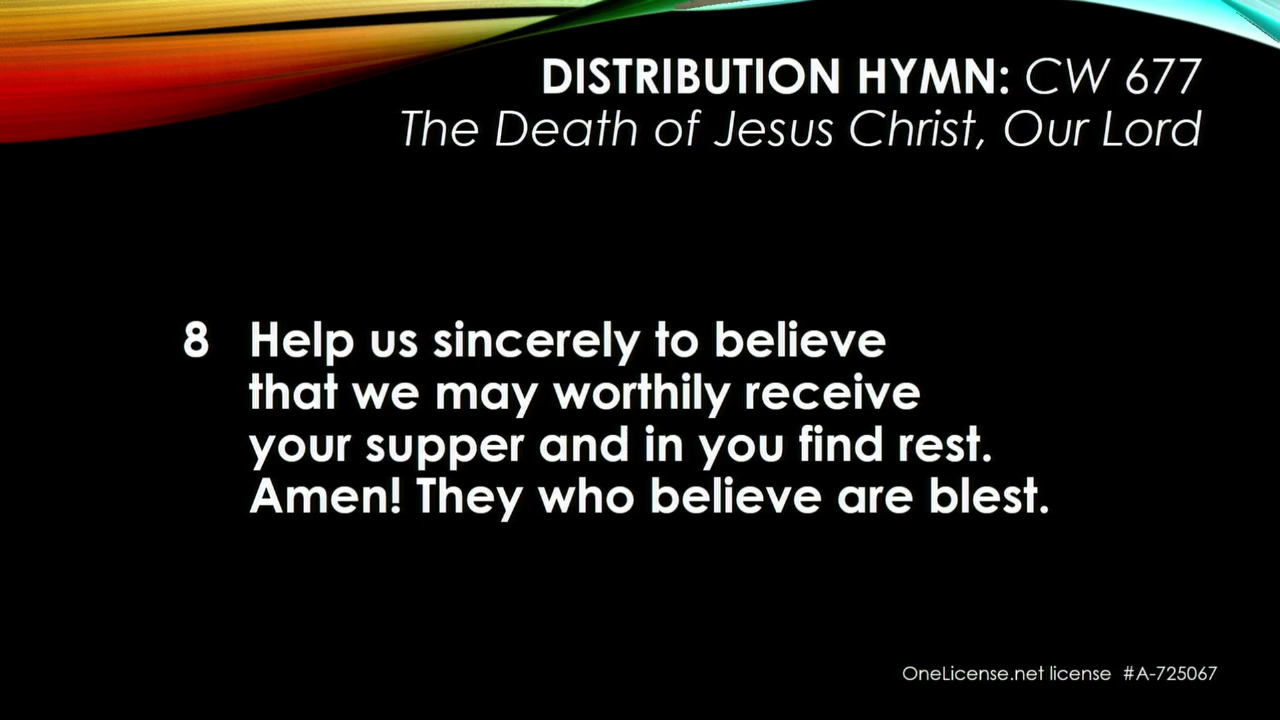 DISTRIBUTION HYMN: CW 677
The Death of Jesus Christ, Our Lord
8 Help us sincerely to believe
that we may worthily receive
your supper and in you find rest.
Amen! They who believe are blest.
OneLicense.net license #A-725067